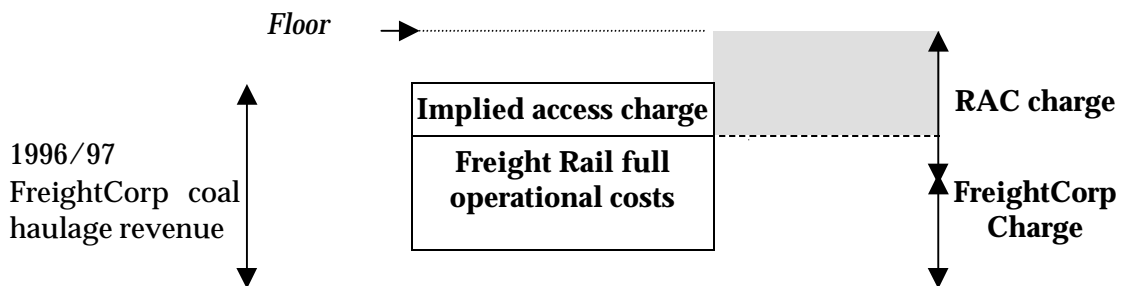 Floor
Implied access charge
RAC charge
1996/97
FreightCorp coal
haulage revenue
Freight Rail full
operational costs
FreightCorp
Charge